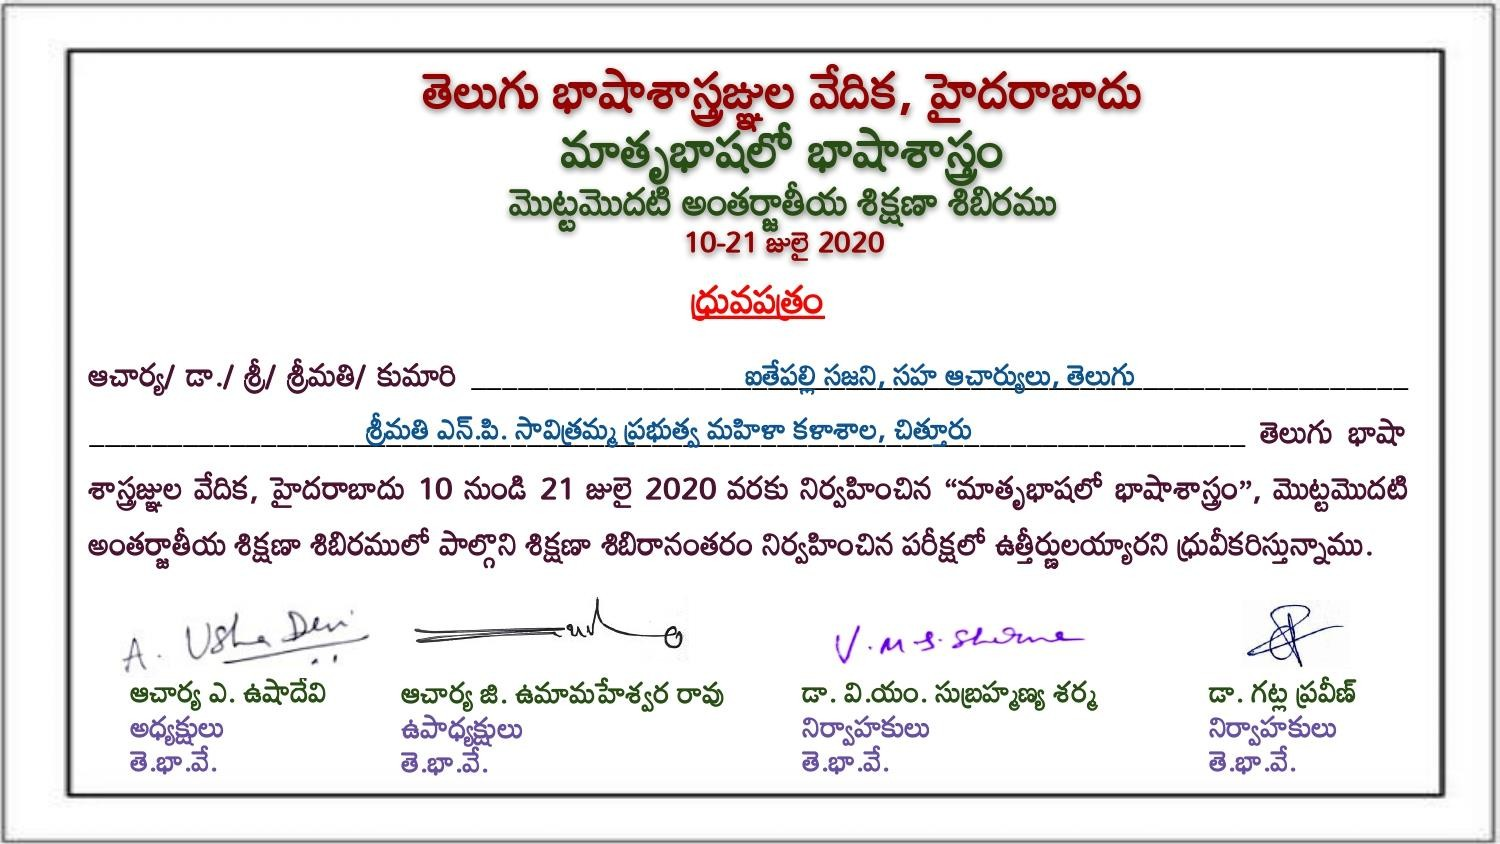 తెలుగు భాషాశాస్త్రజ్ఞుల వేదిక, హైదరాబాదు
మాతృభాషలో భాషాశాస్త్రం
మొట్టమొదటి అంతర్జాతీయ శిక్షణా శిబిరము
10-21 జులై 2020
ధ్రువపత్రం
ఆచార్య/ డా./ శ్రీ/ శ్రీమతి/ కుమారి ఐతేపల్లి సజని, సహ ఆచార్యులు, తెలుగు
శ్రీమతి ఎన్.పి. సావిత్రమ్మ ప్రభుత్వ మహిళా కళాశాల, చిత్తూరు తెలుగు భాషా
శాస్త్రజ్ఞుల వేదిక, హైదరాబాదు 10 నుండి 21 జులై 2020 వరకు నిర్వహించిన “మాతృభాషలో భాషాశాస్త్రం”, మొట్టమొదటి
అంతర్జాతీయ శిక్షణా శిబిరములో పాల్గొని శిక్షణా శిబిరానంతరం నిర్వహించిన పరీక్షలో ఉత్తీర్ణులయ్యారని ధ్రువీకరిస్తున్నాము.
A. Usha Devi V. M. S. Sharma
ఆచార్య ఎ. ఉషాదేవి ఆచార్య జి. ఉమామహేశ్వర రావు డా. వి.యం. సుబ్రహ్మణ్య శర్మ డా. గట్ల ప్రవీణ్
అధ్యక్షులు ఉపాధ్యక్షులు నిర్వాహకులు నిర్వాహకులు
తె.భా.వే. తె.భా.వే. తె.భా.వే. తె.భా.వే.